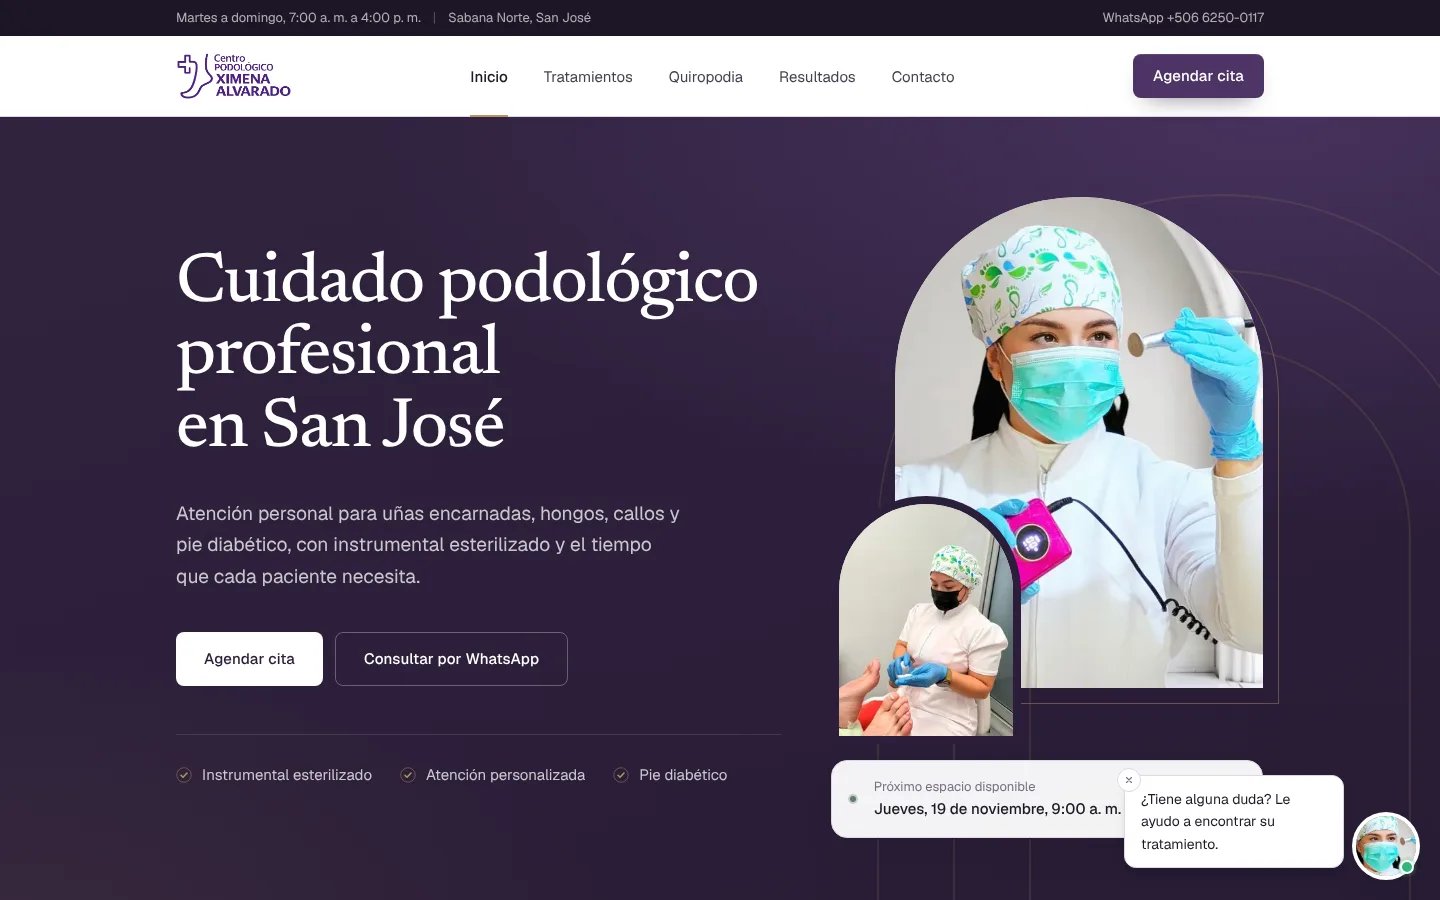 Martes a domingo, 7:00 a. m. a 4:00 p. m. | Sabana Norte, San José
WhatsApp +506 6250-0117
Centro
PODOLÓGICO
XIMENA
ALVARADO
Inicio
Tratamientos
Quiropodia
Resultados
Contacto
Agendar cita
Cuidado podológico
profesional
en San José
Atención personal para uñas encarnadas, hongos, callos y
pie diabético, con instrumental esterilizado y el tiempo
que cada paciente necesita.
Agendar cita
Consultar por WhatsApp
Instrumental esterilizado
Atención personalizada
Pie diabético
Próximo espacio disponible
Jueves, 19 de noviembre, 9:00 a. m.
¿Tiene alguna duda? Le
ayudo a encontrar su
tratamiento.